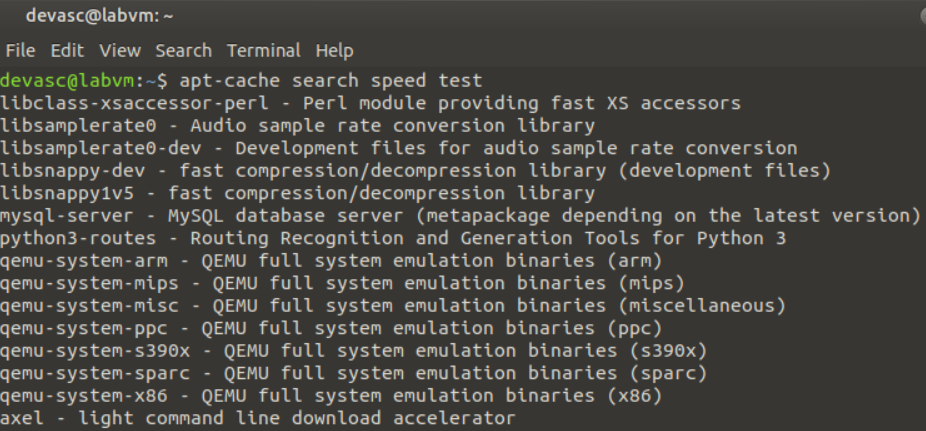 devasc@labvm: ~
File Edit View Search Terminal Help
devasc@labvm:~$ apt-cache search speed test
libclass-xsaccessor-perl - Perl module providing fast XS accessors
libsamplerate0 - Audio sample rate conversion library
libsamplerate0-dev - Development files for audio sample rate conversion
libsnappy-dev - fast compression/decompression library (development files)
libsnappy1v5 - fast compression/decompression library
mysql-server - MySQL database server (metapackage depending on the latest version)
python3-routes - Routing Recognition and Generation Tools for Python 3
qemu-system-arm - QEMU full system emulation binaries (arm)
qemu-system-mips - QEMU full system emulation binaries (mips)
qemu-system-misc - QEMU full system emulation binaries (miscellaneous)
qemu-system-ppc - QEMU full system emulation binaries (ppc)
qemu-system-s390x - QEMU full system emulation binaries (s390x)
qemu-system-sparc - QEMU full system emulation binaries (sparc)
qemu-system-x86 - QEMU full system emulation binaries (x86)
axel - light command line download accelerator